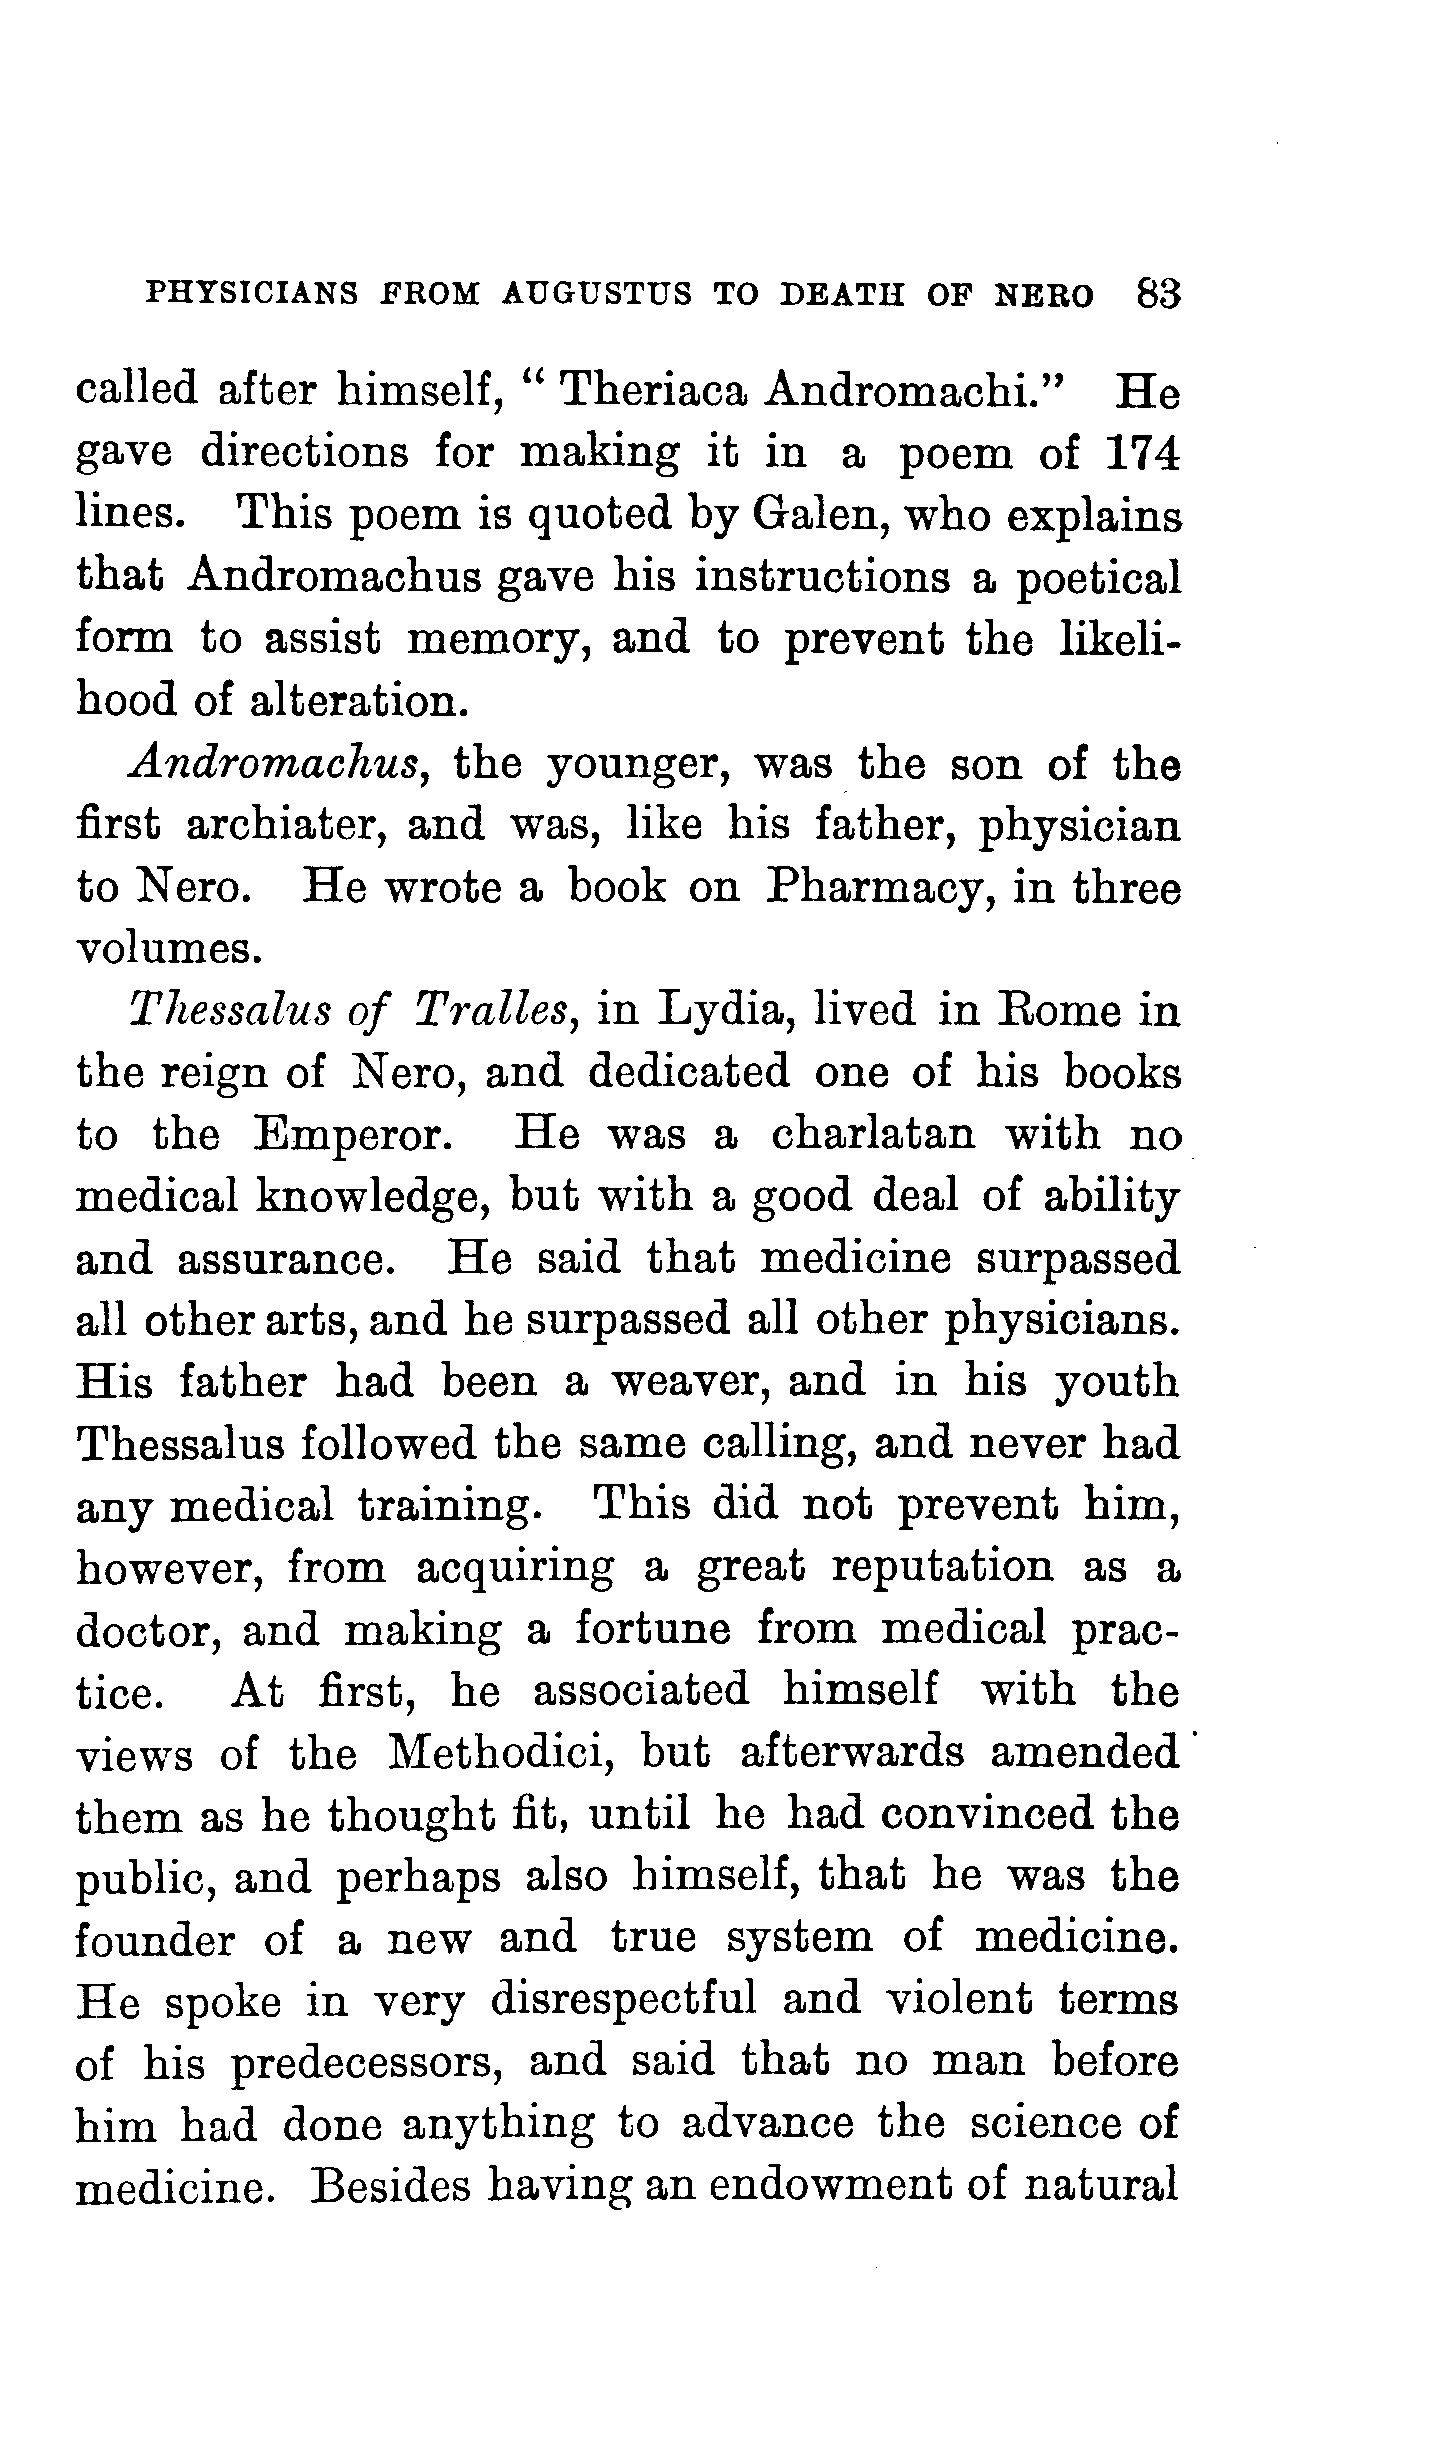 PHYSICIANS FROM AUGUSTUS TO DEATH OF NERO 83
called after himself, “ Theriaca Andromachi.” He
gave directions for making it in a poem of 174
lines. This poem is quoted by Galen, who explains
that Andromachus gave his instructions a poetical
form to assist memory, and to prevent the likeli-
hood of alteration.
Andromachus, the younger, was the son of the
first archiater, and was, like his father, physician
to Nero. He wrote a book on Pharmacy, in three
volumes.
Thessalus of Tralles, in Lydia, lived in Rome in
the reign of Nero, and dedicated one of his books
to the Emperor. He was a charlatan with no
medical knowledge, but with a good deal of ability
and assurance. He said that medicine surpassed
all other arts, and he surpassed all other physicians.
His father had been a weaver, and in his youth
Thessalus followed the same calling, and never had
any medical training. This did not prevent him,
however, from acquiring a great reputation as a
doctor, and making a fortune from medical prac-
tice. At first, he associated himself with the
views of the Methodici, but afterwards amended
them as he thought fit, until he had convinced the
public, and perhaps also himself, that he was the
founder of a new and true system of medicine.
He spoke in very disrespectful and violent terms
of his predecessors, and said that no man before
him had done anything to advance the science of
medicine. Besides having an endowment of natural